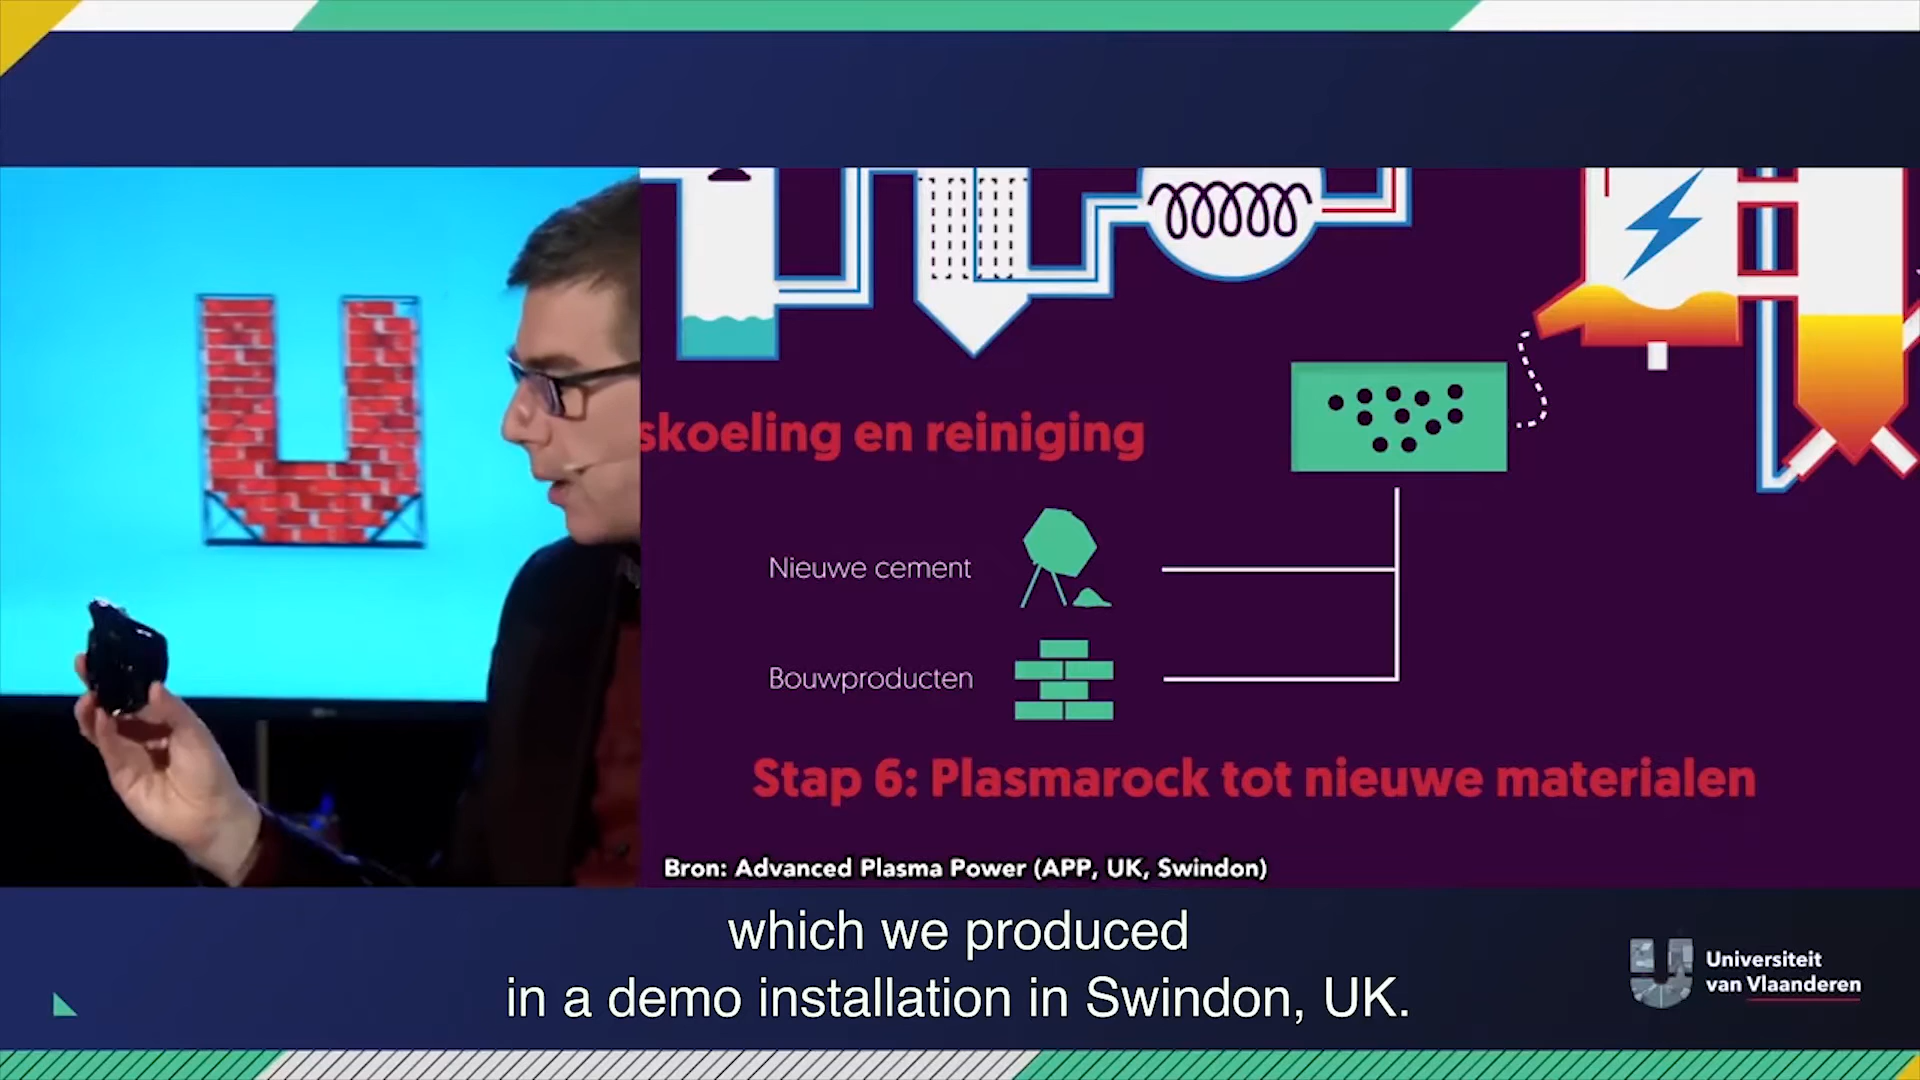 skoeling en reiniging
Nieuwe cement
Bouwproducten
Stap 6: Plasmarock tot nieuwe materialen
Bron: Advanced Plasma Power (APP, UK, Swindon)
which we produced
in a demo installation in Swindon, UK.
Universiteit
van Vlaanderen